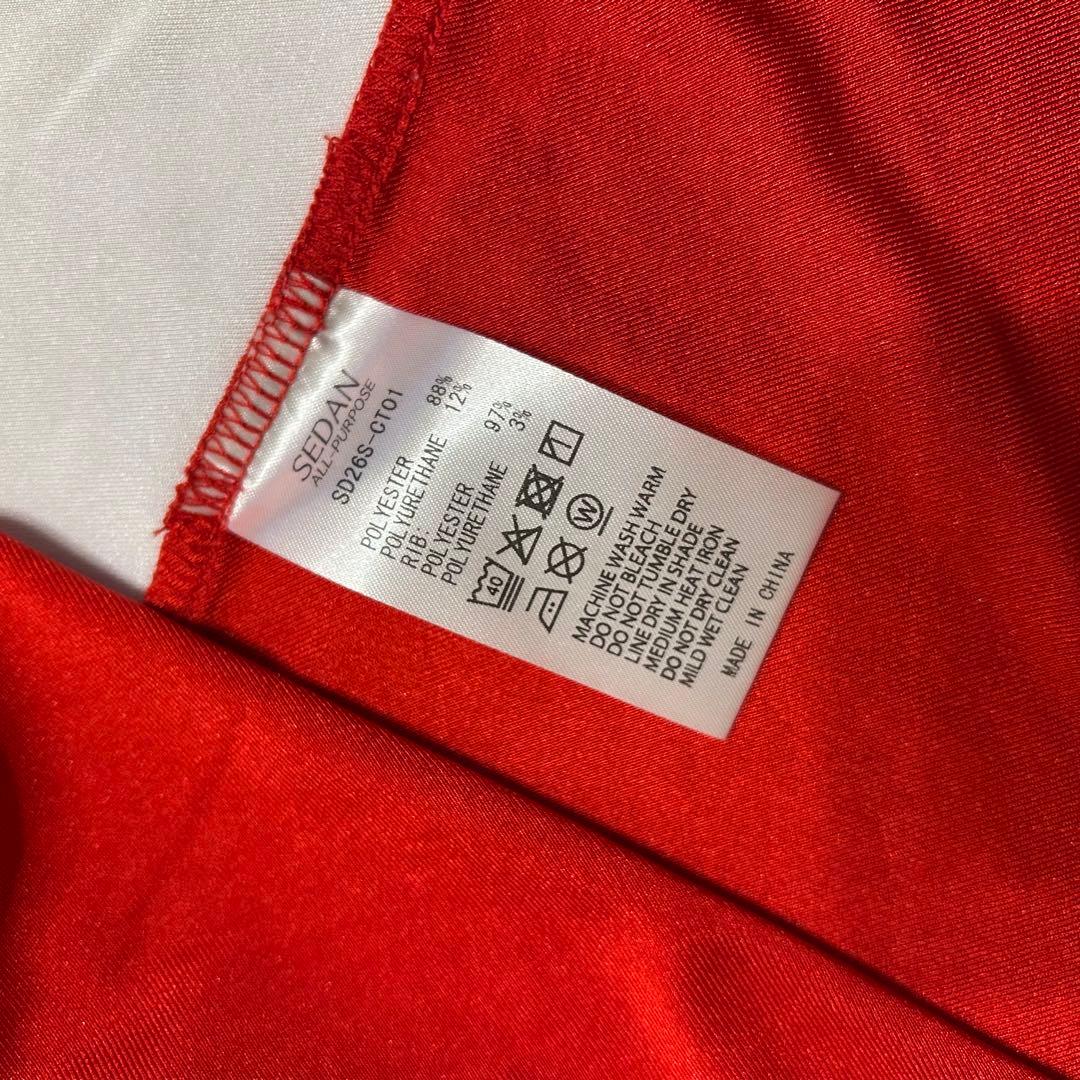 SEDAN
ALL-PURPOSE
SD26S-CT01
POLYESTER 88%
POLYURETHANE 12%
RIB:
POLYESTER 97%
POLYURETHANE 3%
40
W
MACHINE WASH WARM
DO NOT BLEACH
DO NOT TUMBLE DRY
LINE DRY IN SHADE
MEDIUM HEAT IRON
DO NOT DRY CLEAN
MILD WET CLEAN
MADE IN CHINA